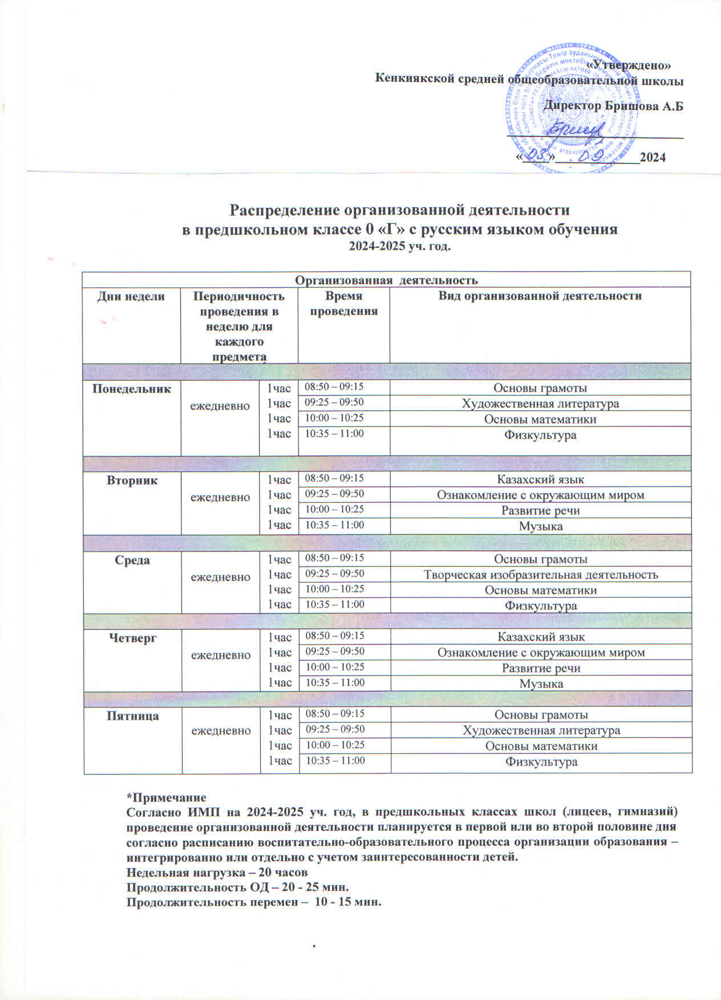 «Утверждено»
Кенкиякской средней общеобразовательной школы
Директор Бришова А.Б
«03» 09 2024
Распределение организованной деятельности
в предшкольном классе 0 «Г» с русским языком обучения
2024-2025 уч. год.
Организованная деятельность
Дни недели Периодичность проведения в неделю для каждого предмета Время проведения Вид организованной деятельности
Понедельник ежедневно 1час 08:50 – 09:15 Основы грамоты
1час 09:25 – 09:50 Художественная литература
1час 10:00 – 10:25 Основы математики
1час 10:35 – 11:00 Физкультура
Вторник ежедневно 1час 08:50 – 09:15 Казахский язык
1час 09:25 – 09:50 Ознакомление с окружающим миром
1час 10:00 – 10:25 Развитие речи
1час 10:35 – 11:00 Музыка
Среда ежедневно 1час 08:50 – 09:15 Основы грамоты
1час 09:25 – 09:50 Творческая изобразительная деятельность
1час 10:00 – 10:25 Основы математики
1час 10:35 – 11:00 Физкультура
Четверг ежедневно 1час 08:50 – 09:15 Казахский язык
1час 09:25 – 09:50 Ознакомление с окружающим миром
1час 10:00 – 10:25 Развитие речи
1час 10:35 – 11:00 Музыка
Пятница ежедневно 1час 08:50 – 09:15 Основы грамоты
1час 09:25 – 09:50 Художественная литература
1час 10:00 – 10:25 Основы математики
1час 10:35 – 11:00 Физкультура
*Примечание
Согласно ИМП на 2024-2025 уч. год, в предшкольных классах школ (лицеев, гимназий)
проведение организованной деятельности планируется в первой или во второй половине дня
согласно расписанию воспитательно-образовательного процесса организации образования –
интегрированно или отдельно с учетом заинтересованности детей.
Недельная нагрузка – 20 часов
Продолжительность ОД – 20 - 25 мин.
Продолжительность перемен – 10 - 15 мин.